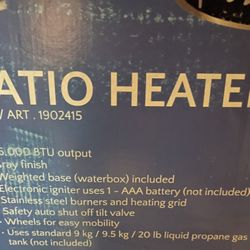 ATIO HEATE
/ ART . 1902415
6,000 BTU output
ray finish
Weighted base (waterbox) included
Electronic igniter uses 1 - AAA battery (not included)
Stainless steel burners and heating grid
Safety auto shut off tilt valve
• Wheels for easy mobility
• Uses standard 9 kg / 9.5 kg / 20 lb liquid propane gas
tank (not included)